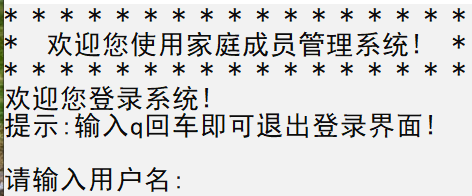 * * * * * * * * * * * * * * * * *
* 欢迎您使用家庭成员管理系统! *
* * * * * * * * * * * * * * * * *
欢迎您登录系统!
提示:输入q回车即可退出登录界面!
请输入用户名: